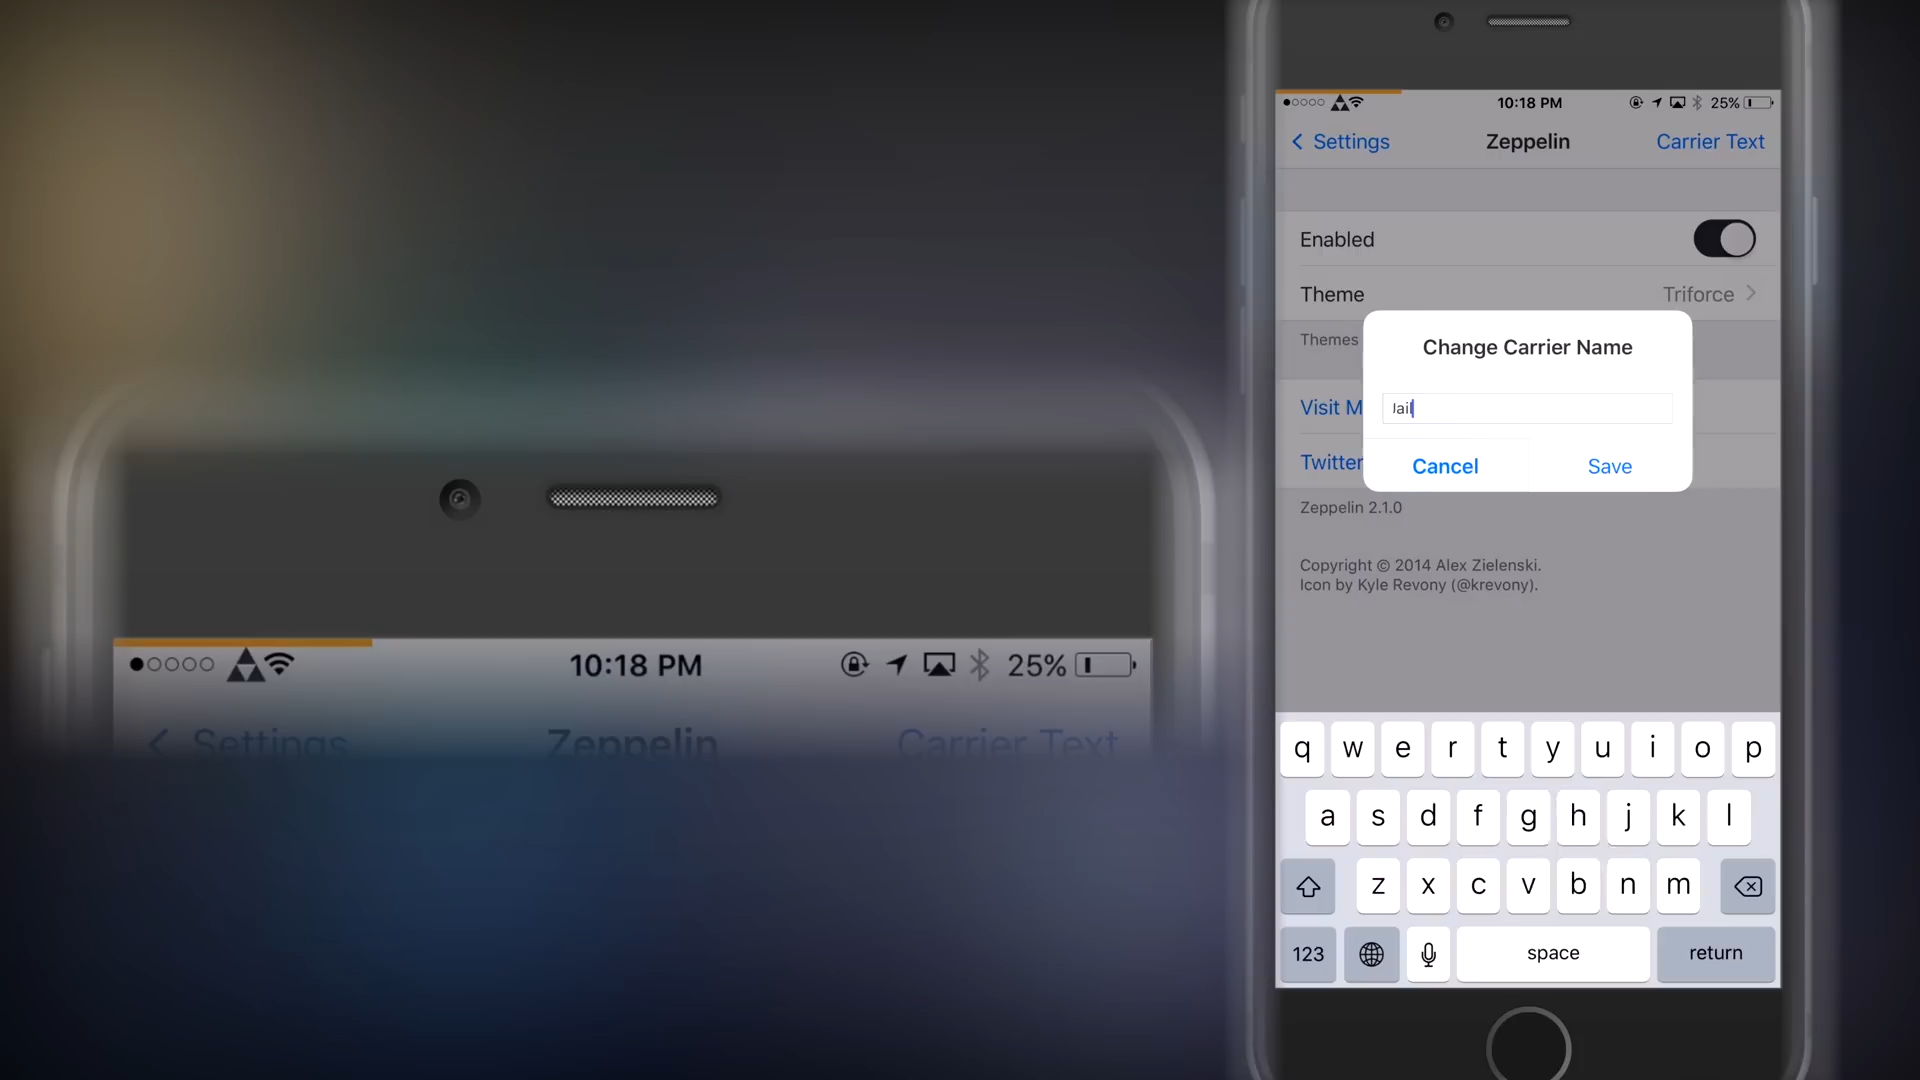 10:18 PM 25%
Settings Zeppelin Carrier Text
10:18 PM 25%
Settings Zeppelin Carrier Text
Enabled
Theme Triforce
Themes
Change Carrier Name
Jail
Cancel Save
Visit M
Twitter
Zeppelin 2.1.0
Copyright © 2014 Alex Zielenski.
Icon by Kyle Revony (@krevony).
q w e r t y u i o p
a s d f g h j k l
z x c v b n m
123 space return